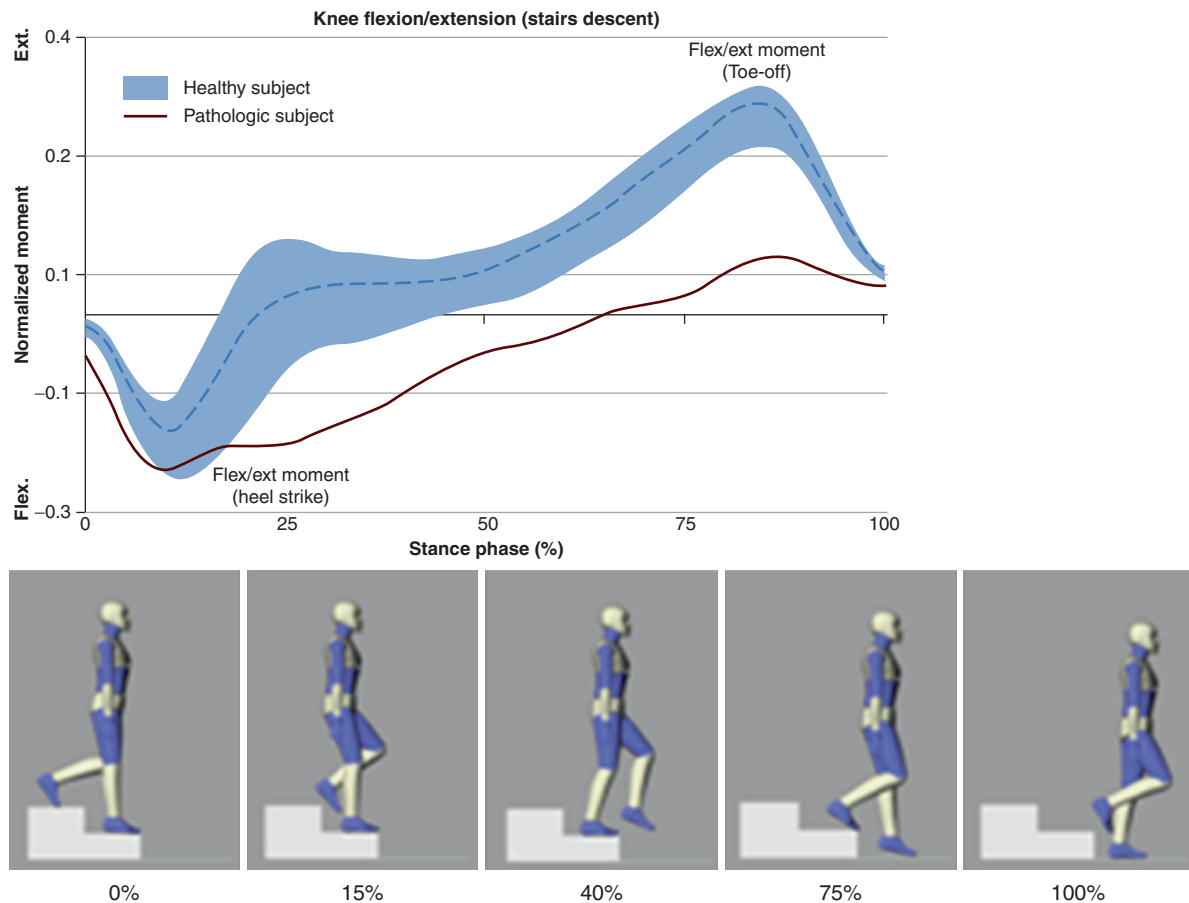 Knee flexion/extension (stairs descent)
Ext.
0.4
Flex/ext moment
(Toe-off)
Healthy subject
Pathologic subject
0.2
Normalized moment
0.1
–0.1
Flex/ext moment
(heel strike)
Flex.
–0.3
0 25 50 75 100
Stance phase (%)
0% 15% 40% 75% 100%